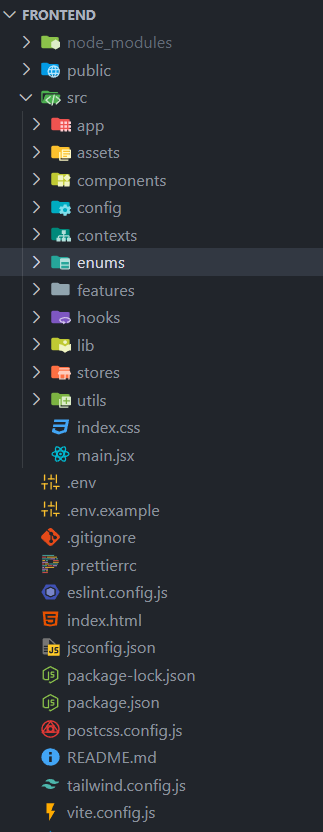 FRONTEND
node_modules
public
src
app
assets
components
config
contexts
enums
features
hooks
lib
stores
utils
index.css
main.jsx
.env
.env.example
.gitignore
.prettierrc
eslint.config.js
index.html
jsconfig.json
package-lock.json
package.json
postcss.config.js
README.md
tailwind.config.js
vite.config.js